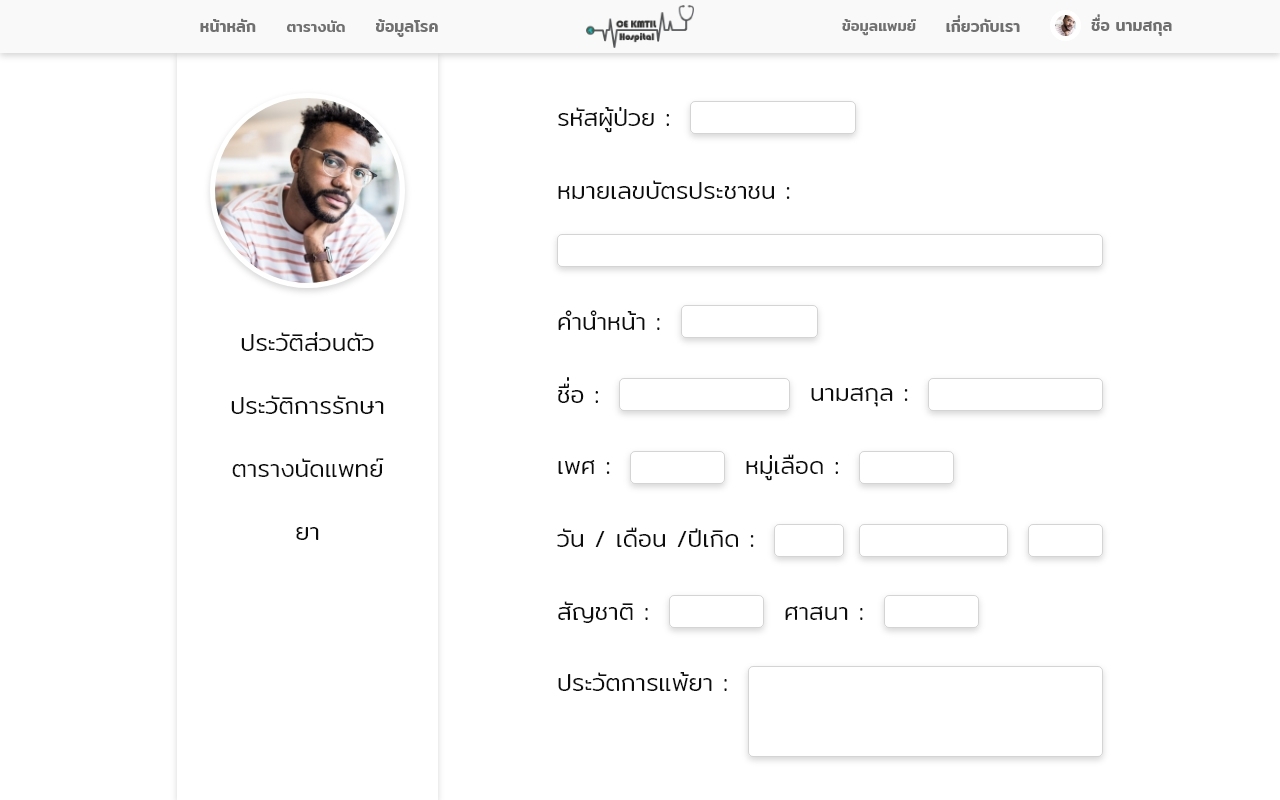 หน้าหลัก ตารางนัด ข้อมูลโรค OE KMTIL ข้อมูลแพมย์ เกี่ยวกับเรา ชื่อ นามสกุล
Hospital
ประวัติส่วนตัว
ประวัติการรักษา
ตารางนัดแพทย์
ยา
รหัสผู้ป่วย :
หมายเลขบัตรประชาชน :
คำนำหน้า :
ชื่อ : นามสกุล :
เพศ : หมู่เลือด :
วัน / เดือน /ปีเกิด :
สัญชาติ : ศาสนา :
ประวัตการแพ้ยา :